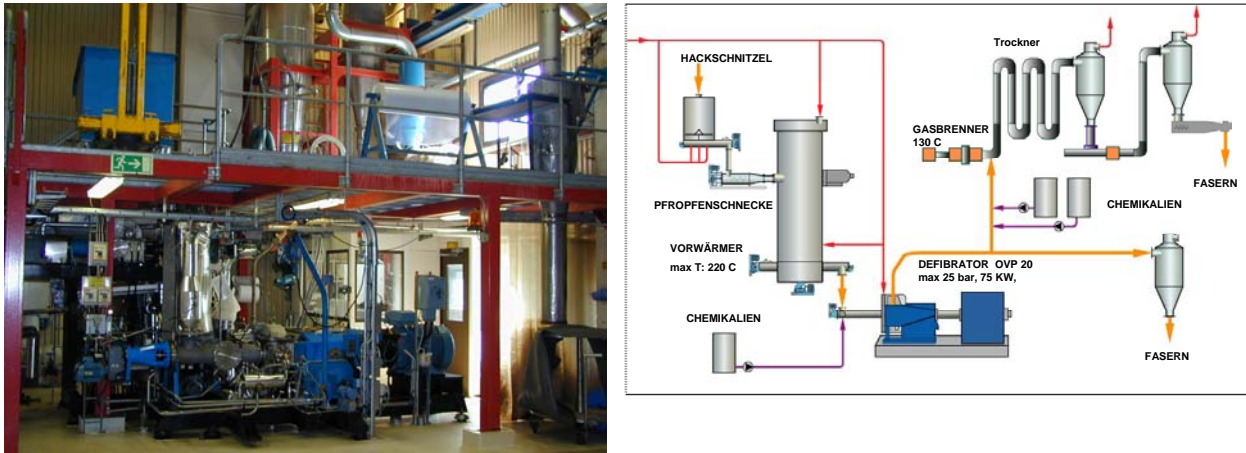 HACKSCHNITZEL
Trockner
GASBRENNER
130 C
FASERN
PFROPFENSCHNECKE
CHEMIKALIEN
VORWÄRMER
max T: 220 C
DEFIBRATOR OVP 20
max 25 bar, 75 KW,
CHEMIKALIEN
FASERN